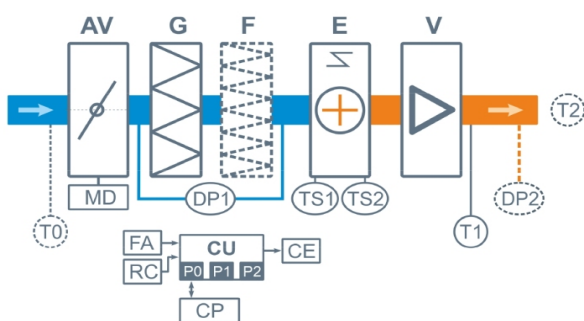 AV G F E V
T2
MD DP1 TS1 TS2 DP2
T0 T1
FA CU CE
RC P0 P1 P2
CP